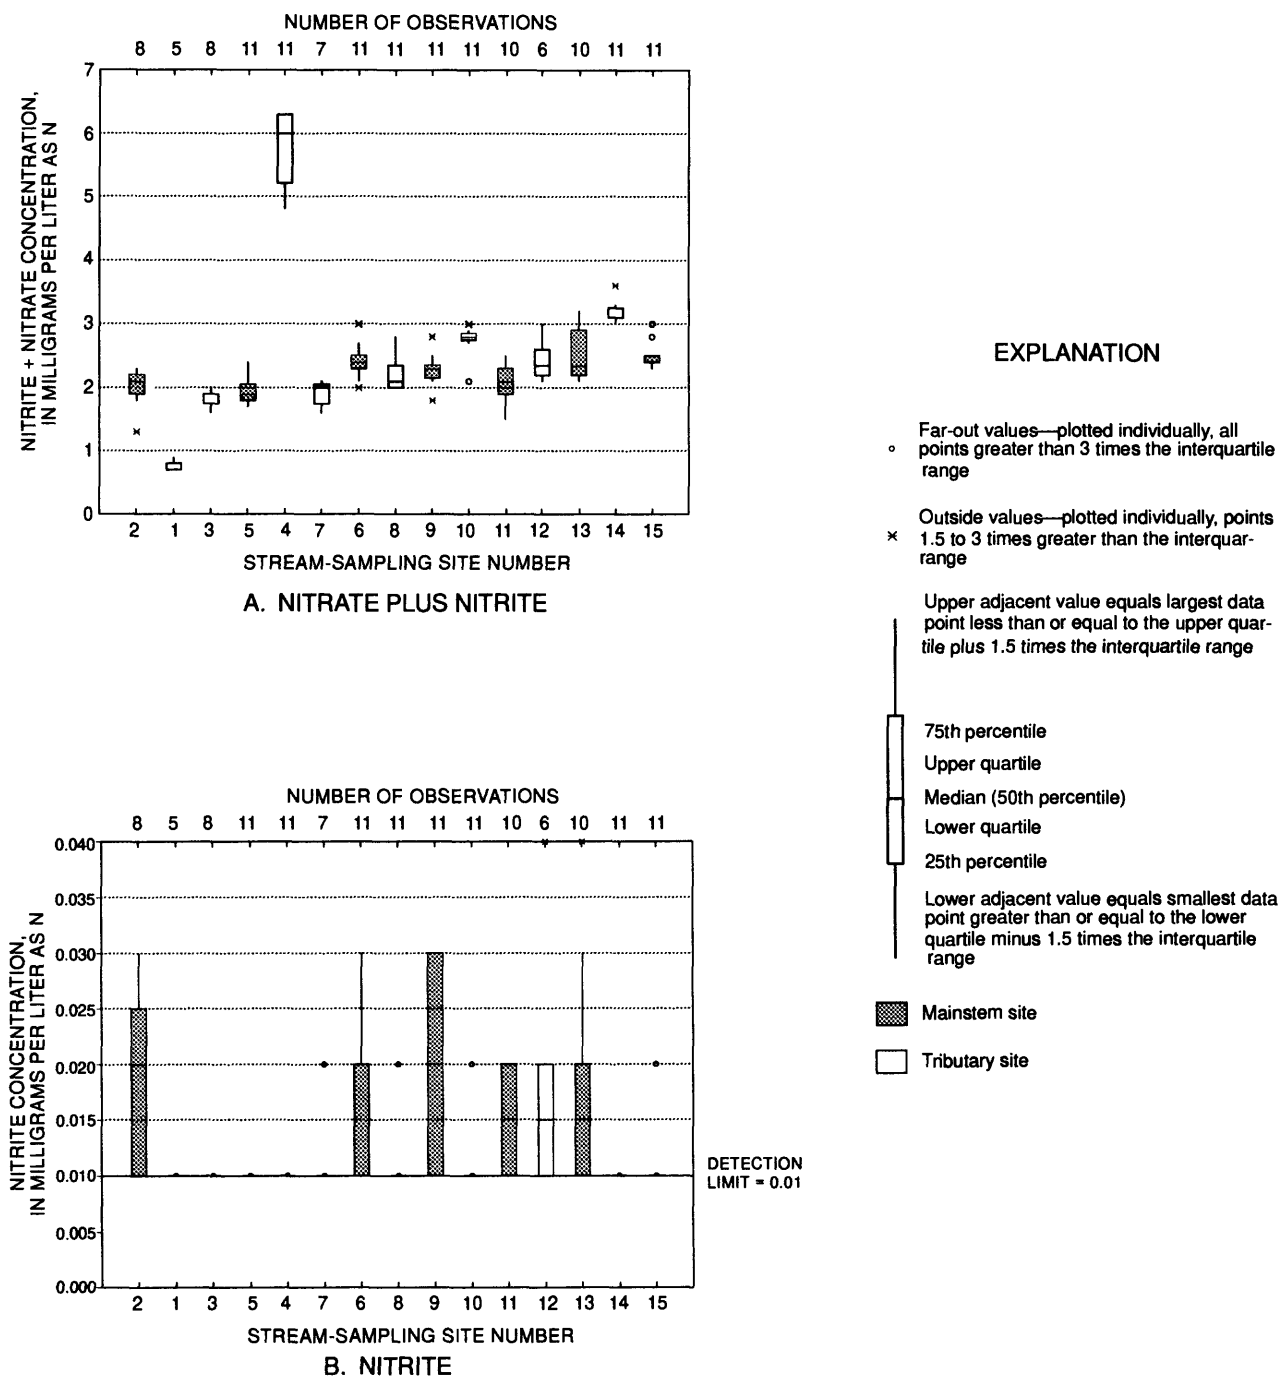 NUMBER OF OBSERVATIONS
8 5 8 11 11 7 11 11 11 11 10 6 10 11 11
NITRITE + NITRATE CONCENTRATION,
IN MILLIGRAMS PER LITER AS N
7
6
5
4
3
2
1
0
2 1 3 5 4 7 6 8 9 10 11 12 13 14 15
STREAM-SAMPLING SITE NUMBER
A. NITRATE PLUS NITRITE
NUMBER OF OBSERVATIONS
8 5 8 11 11 7 11 11 11 11 10 6 10 11 11
NITRITE CONCENTRATION,
IN MILLIGRAMS PER LITER AS N
0.040
0.035
0.030
0.025
0.020
0.015
0.010
0.005
0.000
DETECTION
LIMIT = 0.01
2 1 3 5 4 7 6 8 9 10 11 12 13 14 15
STREAM-SAMPLING SITE NUMBER
B. NITRITE
EXPLANATION
Far-out values—plotted individually, all
points greater than 3 times the interquartile
range
Outside values—plotted individually, points
1.5 to 3 times greater than the interquar-
range
Upper adjacent value equals largest data
point less than or equal to the upper quar-
tile plus 1.5 times the interquartile range
75th percentile
Upper quartile
Median (50th percentile)
Lower quartile
25th percentile
Lower adjacent value equals smallest data
point greater than or equal to the lower
quartile minus 1.5 times the interquartile
range
Mainstem site
Tributary site